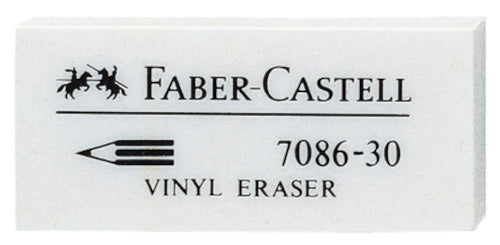 FABER-CASTELL
7086-30
VINYL ERASER